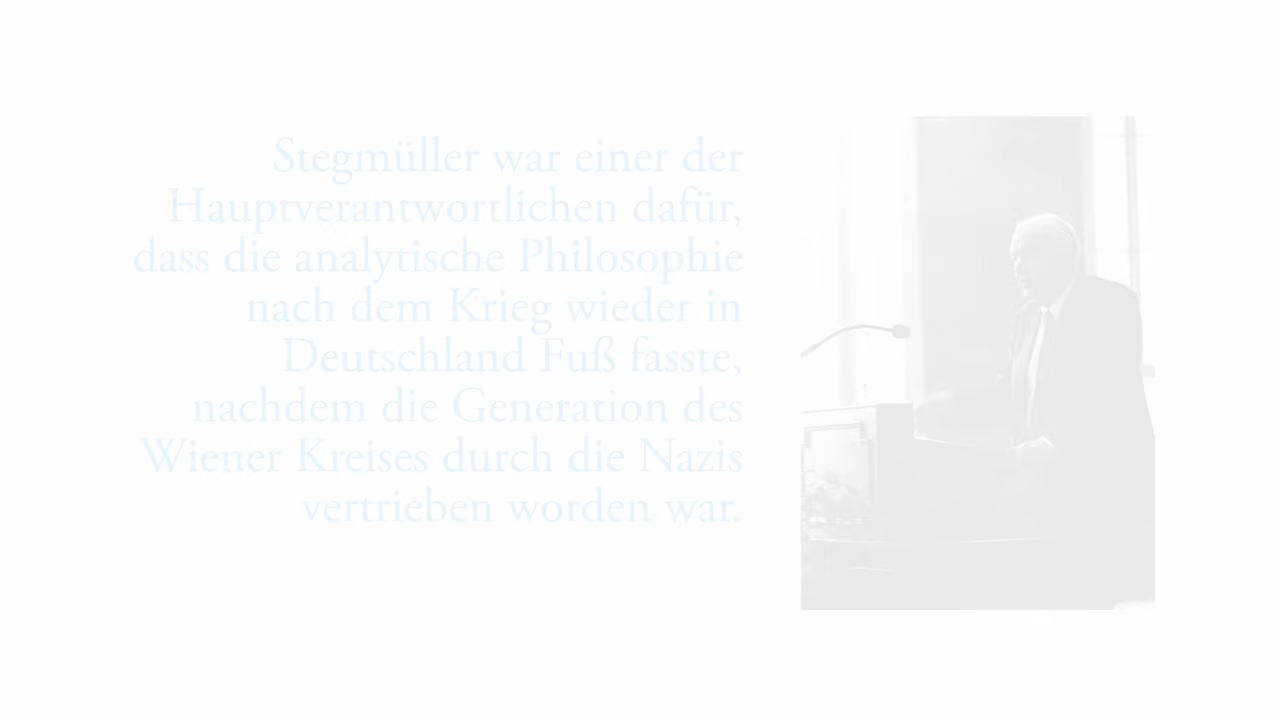 Stegmüller war einer der
Hauptverantwortlichen dafür,
dass die analytische Philosophie
nach dem Krieg wieder in
Deutschland Fuß fasste,
nachdem die Generation des
Wiener Kreises durch die Nazis
vertrieben worden war.